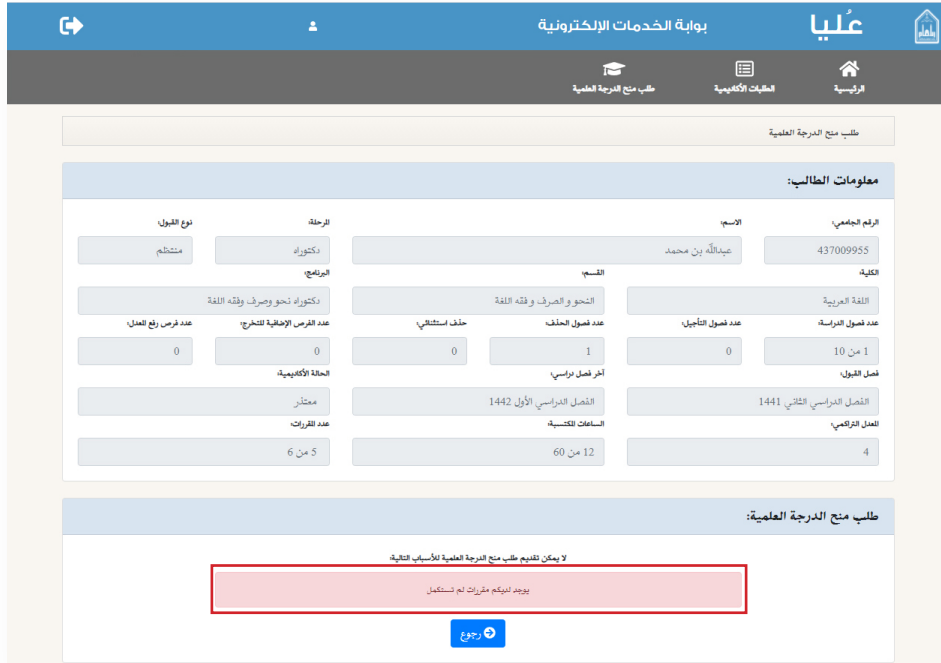 عُليا
بوابة الخدمات الإلكترونية
الرئيسية
الطلبات الأكاديمية
طلب منح الدرجة العلمية
طلب منح الدرجة العلمية
معلومات الطالب:
الرقم الجامعي: الاسم: المرحلة: نوع القبول:
437009955 عبداللّه بن محمد دكتوراه منتظم
الكلية: القسم: البرنامج:
اللغة العربية النحو و الصرف و فقه اللغة دكتوراه نحو وصرف وفقه اللغة
عدد فصول الدراسة: عدد فصول التأجيل: عدد فصول الحذف: حذف استثنائي: عدد الفرص الإضافية للتخرج: عدد فرص رفع المعدل:
1 من 10 0 1 0 0 0
فصل القبول: آخر فصل دراسي: الحالة الأكاديمية:
الفصل الدراسي الثاني 1441 الفصل الدراسي الأول 1442 معتذر
المعدل التراكمي: الساعات المكتسبة: عدد المقررات:
4 12 من 60 5 من 6
طلب منح الدرجة العلمية:
لا يمكن تقديم طلب منح الدرجة العلمية للأسباب التالية:
يوجد لديكم مقررات لم تستكمل
رجوع